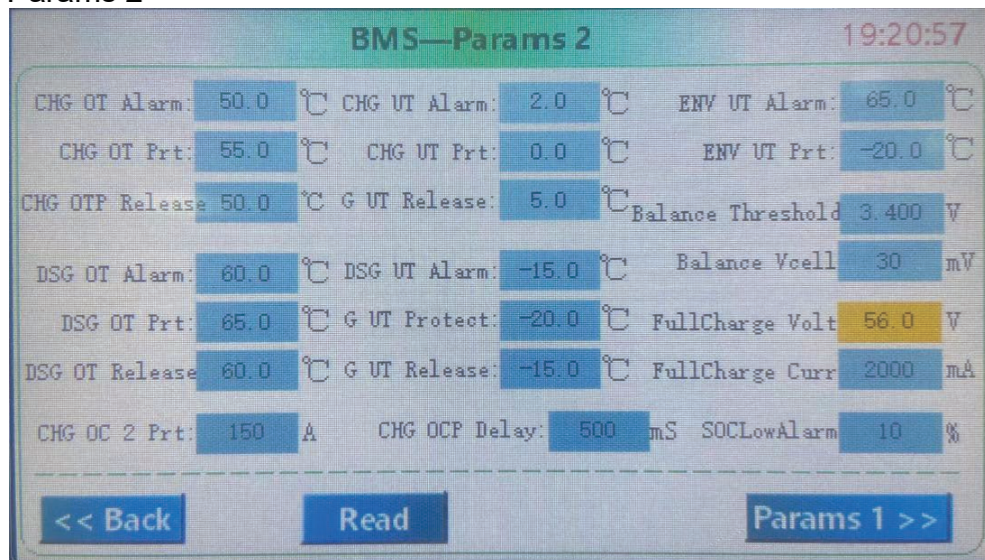 Params 2
BMS—Params 2 19:20:57
CHG OT Alarm: 50.0 ℃ CHG UT Alarm: 2.0 ℃ ENV UT Alarm: 65.0 ℃
CHG OT Prt: 55.0 ℃ CHG UT Prt: 0.0 ℃ ENV UT Prt: -20.0 ℃
CHG OTP Release 50.0 ℃ G UT Release: 5.0 ℃ Balance Threshold 3.400 V
DSG OT Alarm: 60.0 ℃ DSG UT Alarm: -15.0 ℃ Balance Vcell 30 mV
DSG OT Prt: 65.0 ℃ G UT Protect: -20.0 ℃ FullCharge Volt 56.0 V
DSG OT Release 60.0 ℃ G UT Release: -15.0 ℃ FullCharge Curr 2000 mA
CHG OC 2 Prt: 150 A CHG OCP Delay: 500 mS SOCLowAlarm 10 %
<< Back Read Params 1 >>